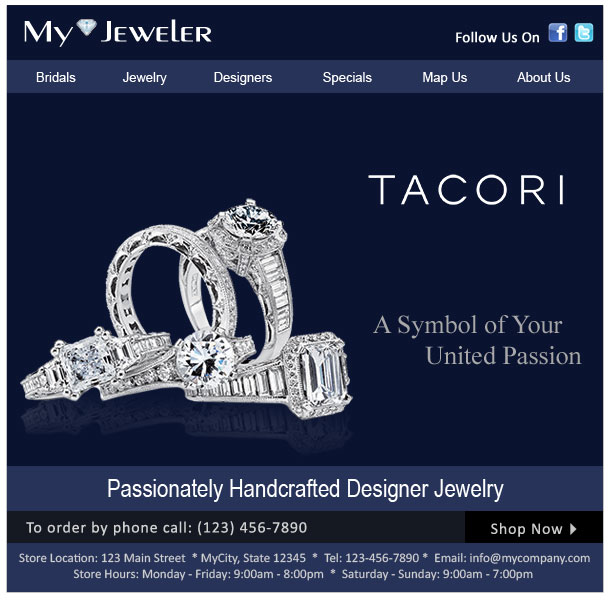 My Jeweler
Follow Us On
Bridals Jewelry Designers Specials Map Us About Us
TACORI
A Symbol of Your
United Passion
Passionately Handcrafted Designer Jewelry
To order by phone call: (123) 456-7890
Shop Now
Store Location: 123 Main Street * MyCity, State 12345 * Tel: 123-456-7890 * Email: info@mycompany.com
Store Hours: Monday - Friday: 9:00am - 8:00pm * Saturday - Sunday: 9:00am - 7:00pm